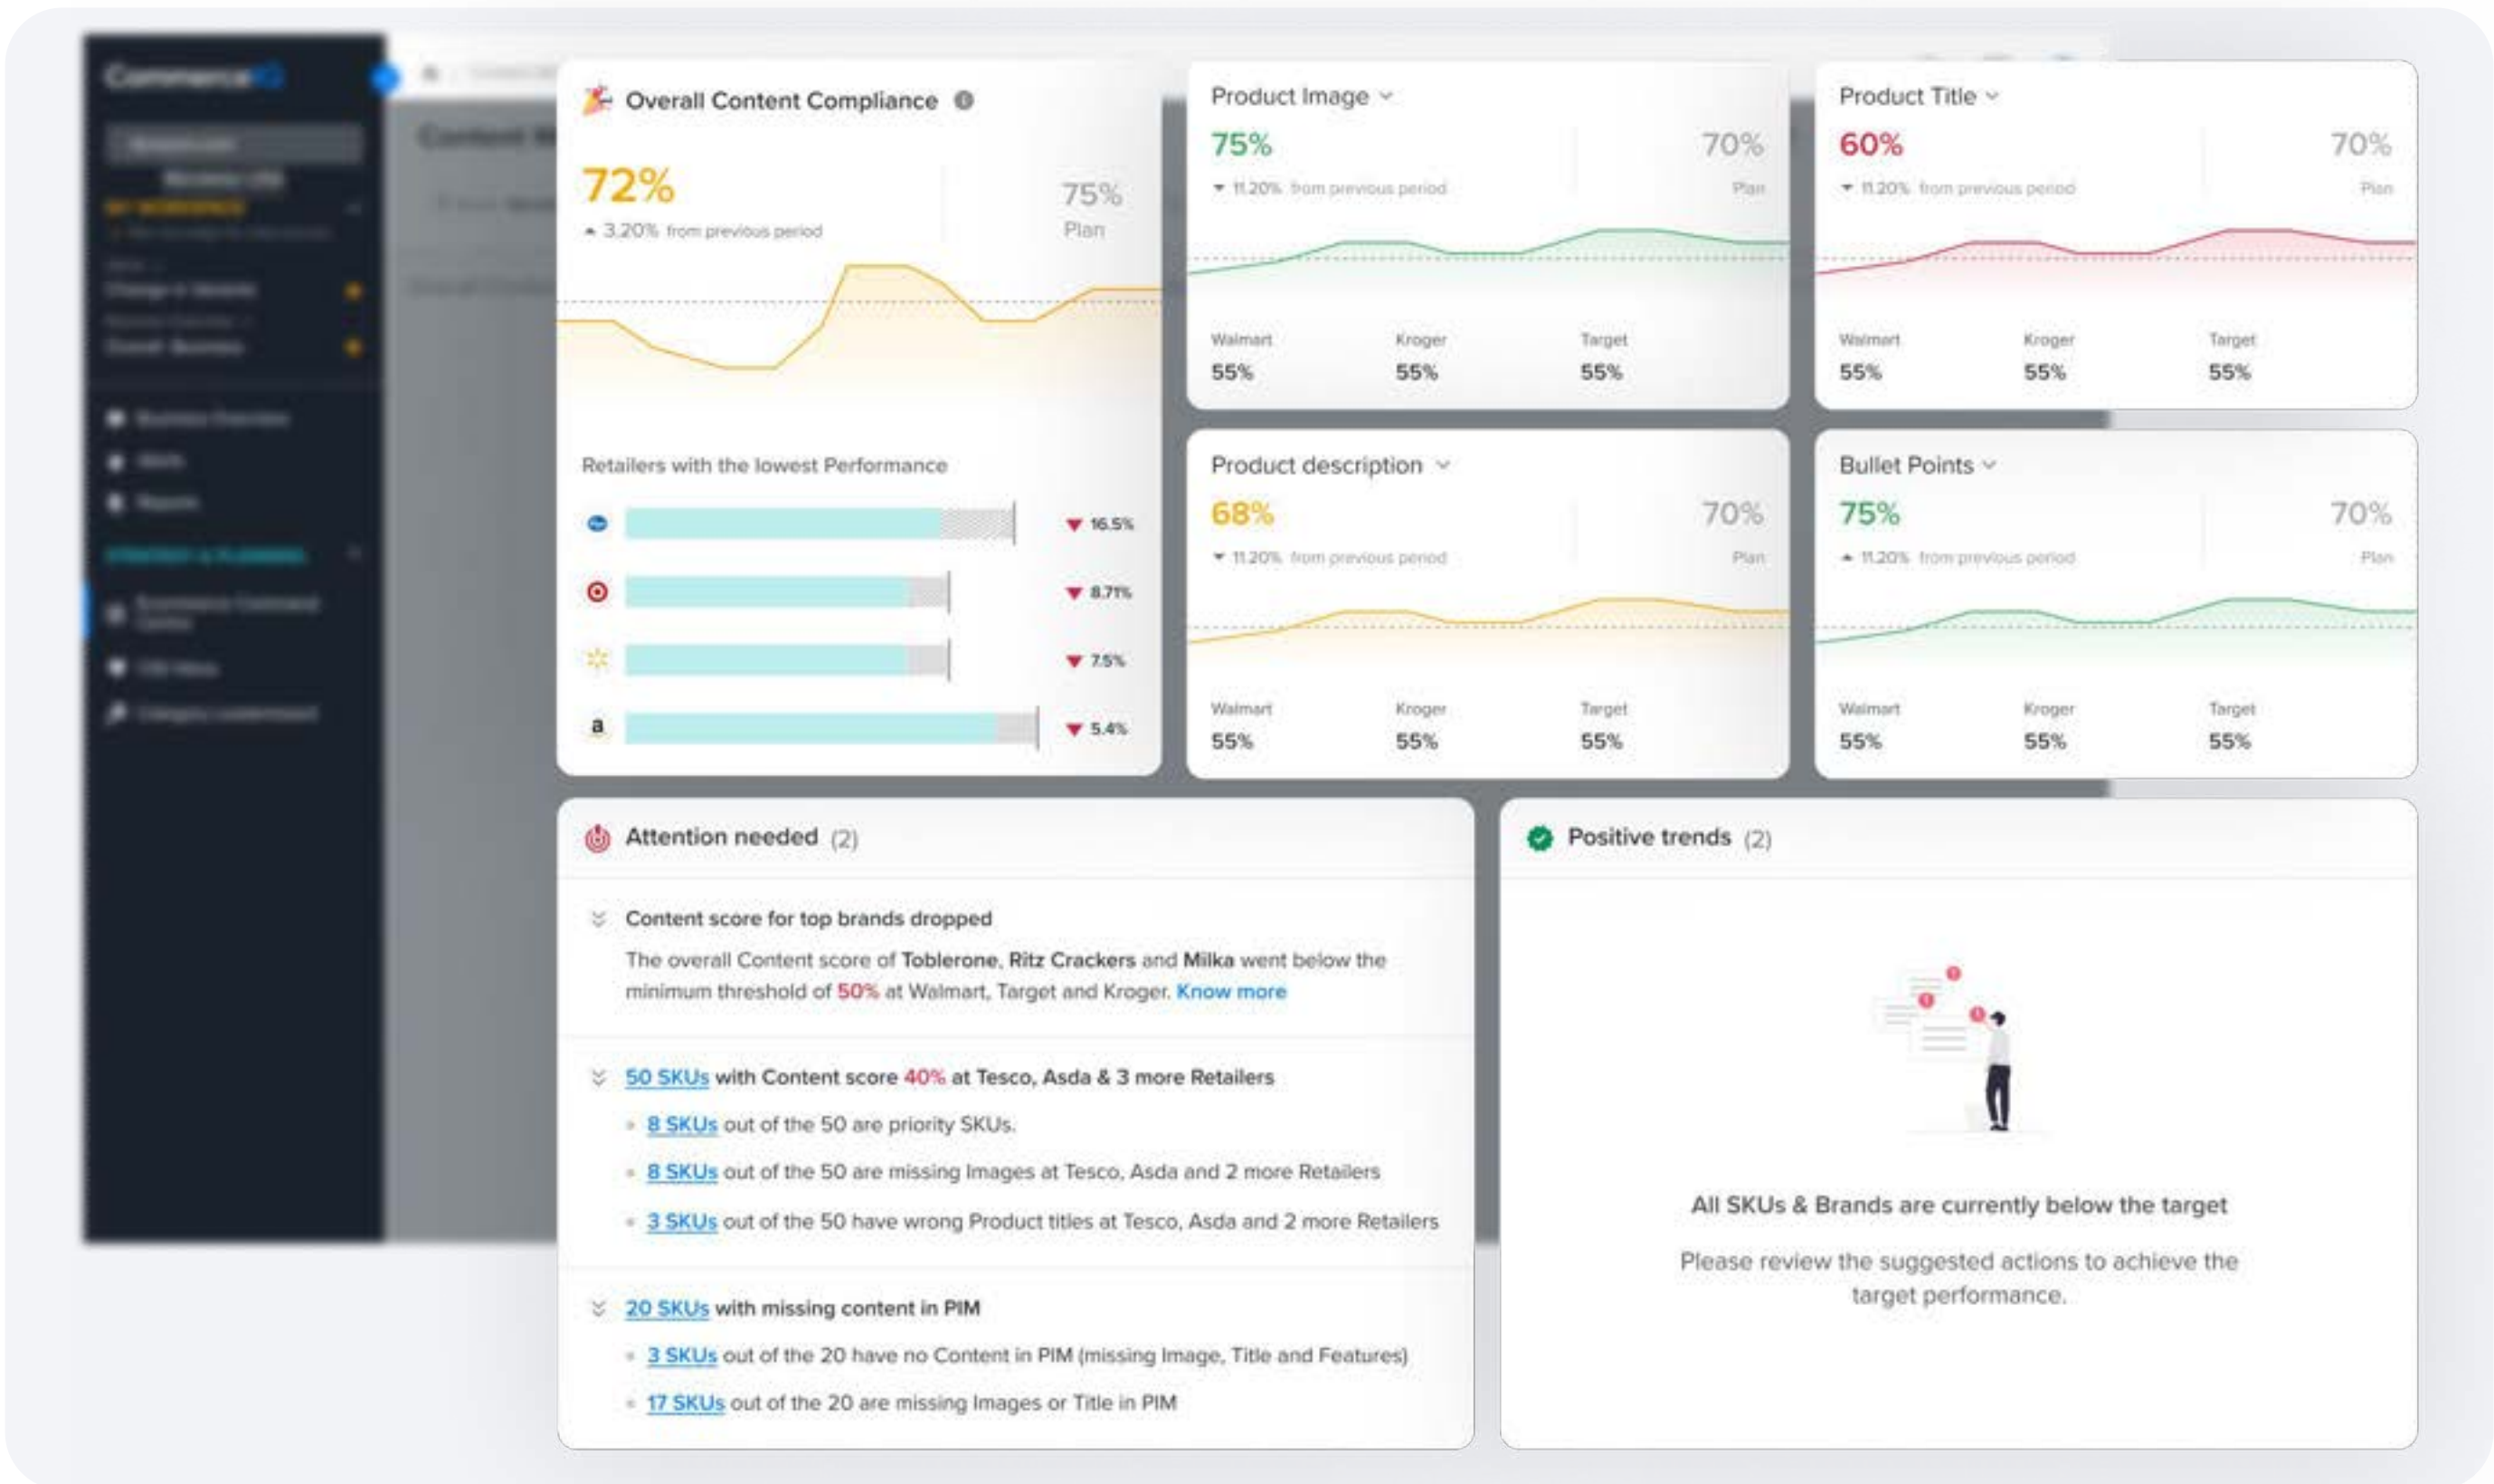 CommerceIQ
Overall Content Compliance
72%
3.20% from previous period
75%
Plan
Retailers with the lowest Performance
16.5%
8.71%
7.5%
a
5.4%
Product Image
75%
11.20% from previous period
70%
Plan
Walmart Kroger Target
55% 55% 55%
Product Title
60%
11.20% from previous period
70%
Plan
Walmart Kroger Target
55% 55% 55%
Product description
68%
11.20% from previous period
70%
Plan
Walmart Kroger Target
55% 55% 55%
Bullet Points
75%
11.20% from previous period
70%
Plan
Walmart Kroger Target
55% 55% 55%
Attention needed (2)
Content score for top brands dropped
The overall Content score of Toblerone, Ritz Crackers and Milka went below the
minimum threshold of 50% at Walmart, Target and Kroger. Know more
50 SKUs with Content score 40% at Tesco, Asda & 3 more Retailers
8 SKUs out of the 50 are priority SKUs.
8 SKUs out of the 50 are missing Images at Tesco, Asda and 2 more Retailers
3 SKUs out of the 50 have wrong Product titles at Tesco, Asda and 2 more Retailers
20 SKUs with missing content in PIM
3 SKUs out of the 20 have no Content in PIM (missing Image, Title and Features)
17 SKUs out of the 20 are missing Images or Title in PIM
Positive trends (2)
All SKUs & Brands are currently below the target
Please review the suggested actions to achieve the
target performance.